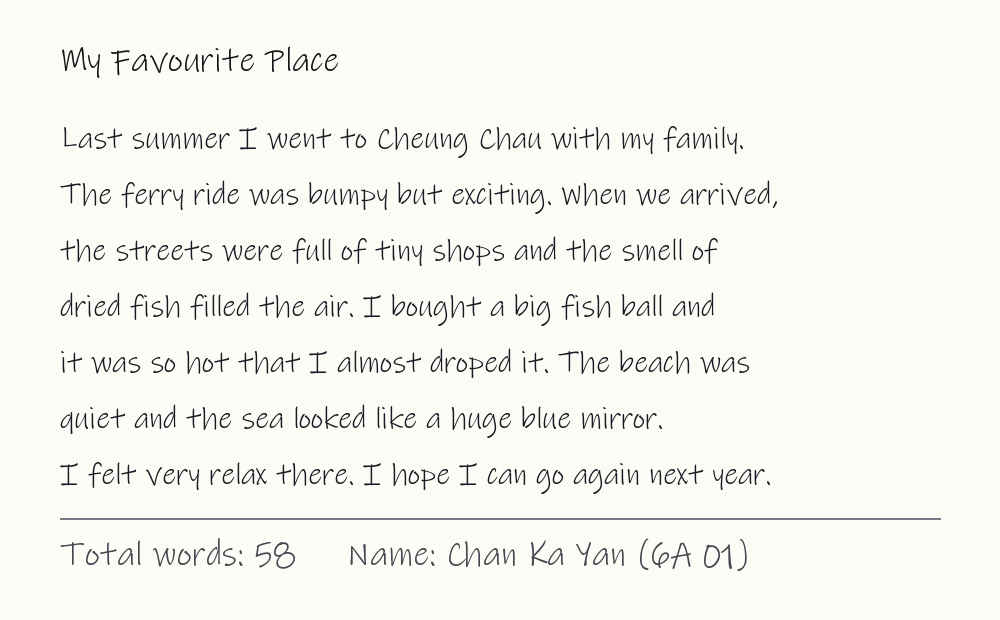 My Favourite Place
Last summer I went to Cheung Chau with my family.
The ferry ride was bumpy but exciting. When we arrived,
the streets were full of tiny shops and the smell of
dried fish filled the air. I bought a big fish ball and
it was so hot that I almost droped it. The beach was
quiet and the sea looked like a huge blue mirror.
I felt very relax there. I hope I can go again next year.
Total words: 58 Name: Chan Ka Yan (6A 01)